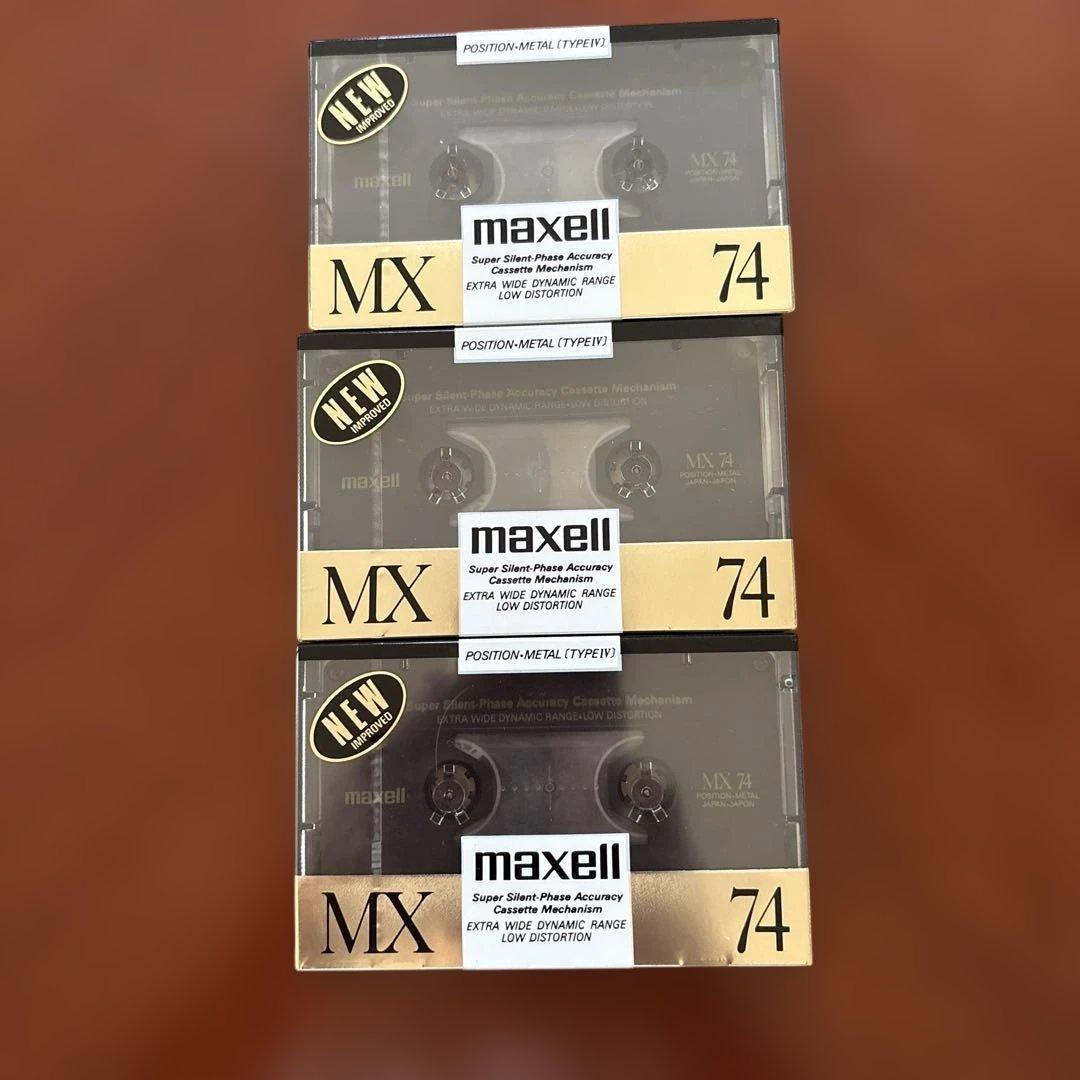 POSITION•METAL (TYPE IV)
NEW
IMPROVED
Super Silent-Phase Accuracy Cassette Mechanism
EXTRA WIDE DYNAMIC RANGE•LOW DISTORTION
maxell
MX 74
POSITION•METAL
JAPAN•JAPON
maxell
Super Silent-Phase Accuracy
Cassette Mechanism
EXTRA WIDE DYNAMIC RANGE
LOW DISTORTION
MX
74
POSITION•METAL (TYPE IV)
NEW
IMPROVED
Super Silent-Phase Accuracy Cassette Mechanism
EXTRA WIDE DYNAMIC RANGE•LOW DISTORTION
maxell
MX 74
POSITION•METAL
JAPAN•JAPON
maxell
Super Silent-Phase Accuracy
Cassette Mechanism
EXTRA WIDE DYNAMIC RANGE
LOW DISTORTION
MX
74
POSITION•METAL (TYPE IV)
NEW
IMPROVED
Super Silent-Phase Accuracy Cassette Mechanism
EXTRA WIDE DYNAMIC RANGE•LOW DISTORTION
maxell
MX 74
POSITION•METAL
JAPAN•JAPON
maxell
Super Silent-Phase Accuracy
Cassette Mechanism
EXTRA WIDE DYNAMIC RANGE
LOW DISTORTION
MX
74